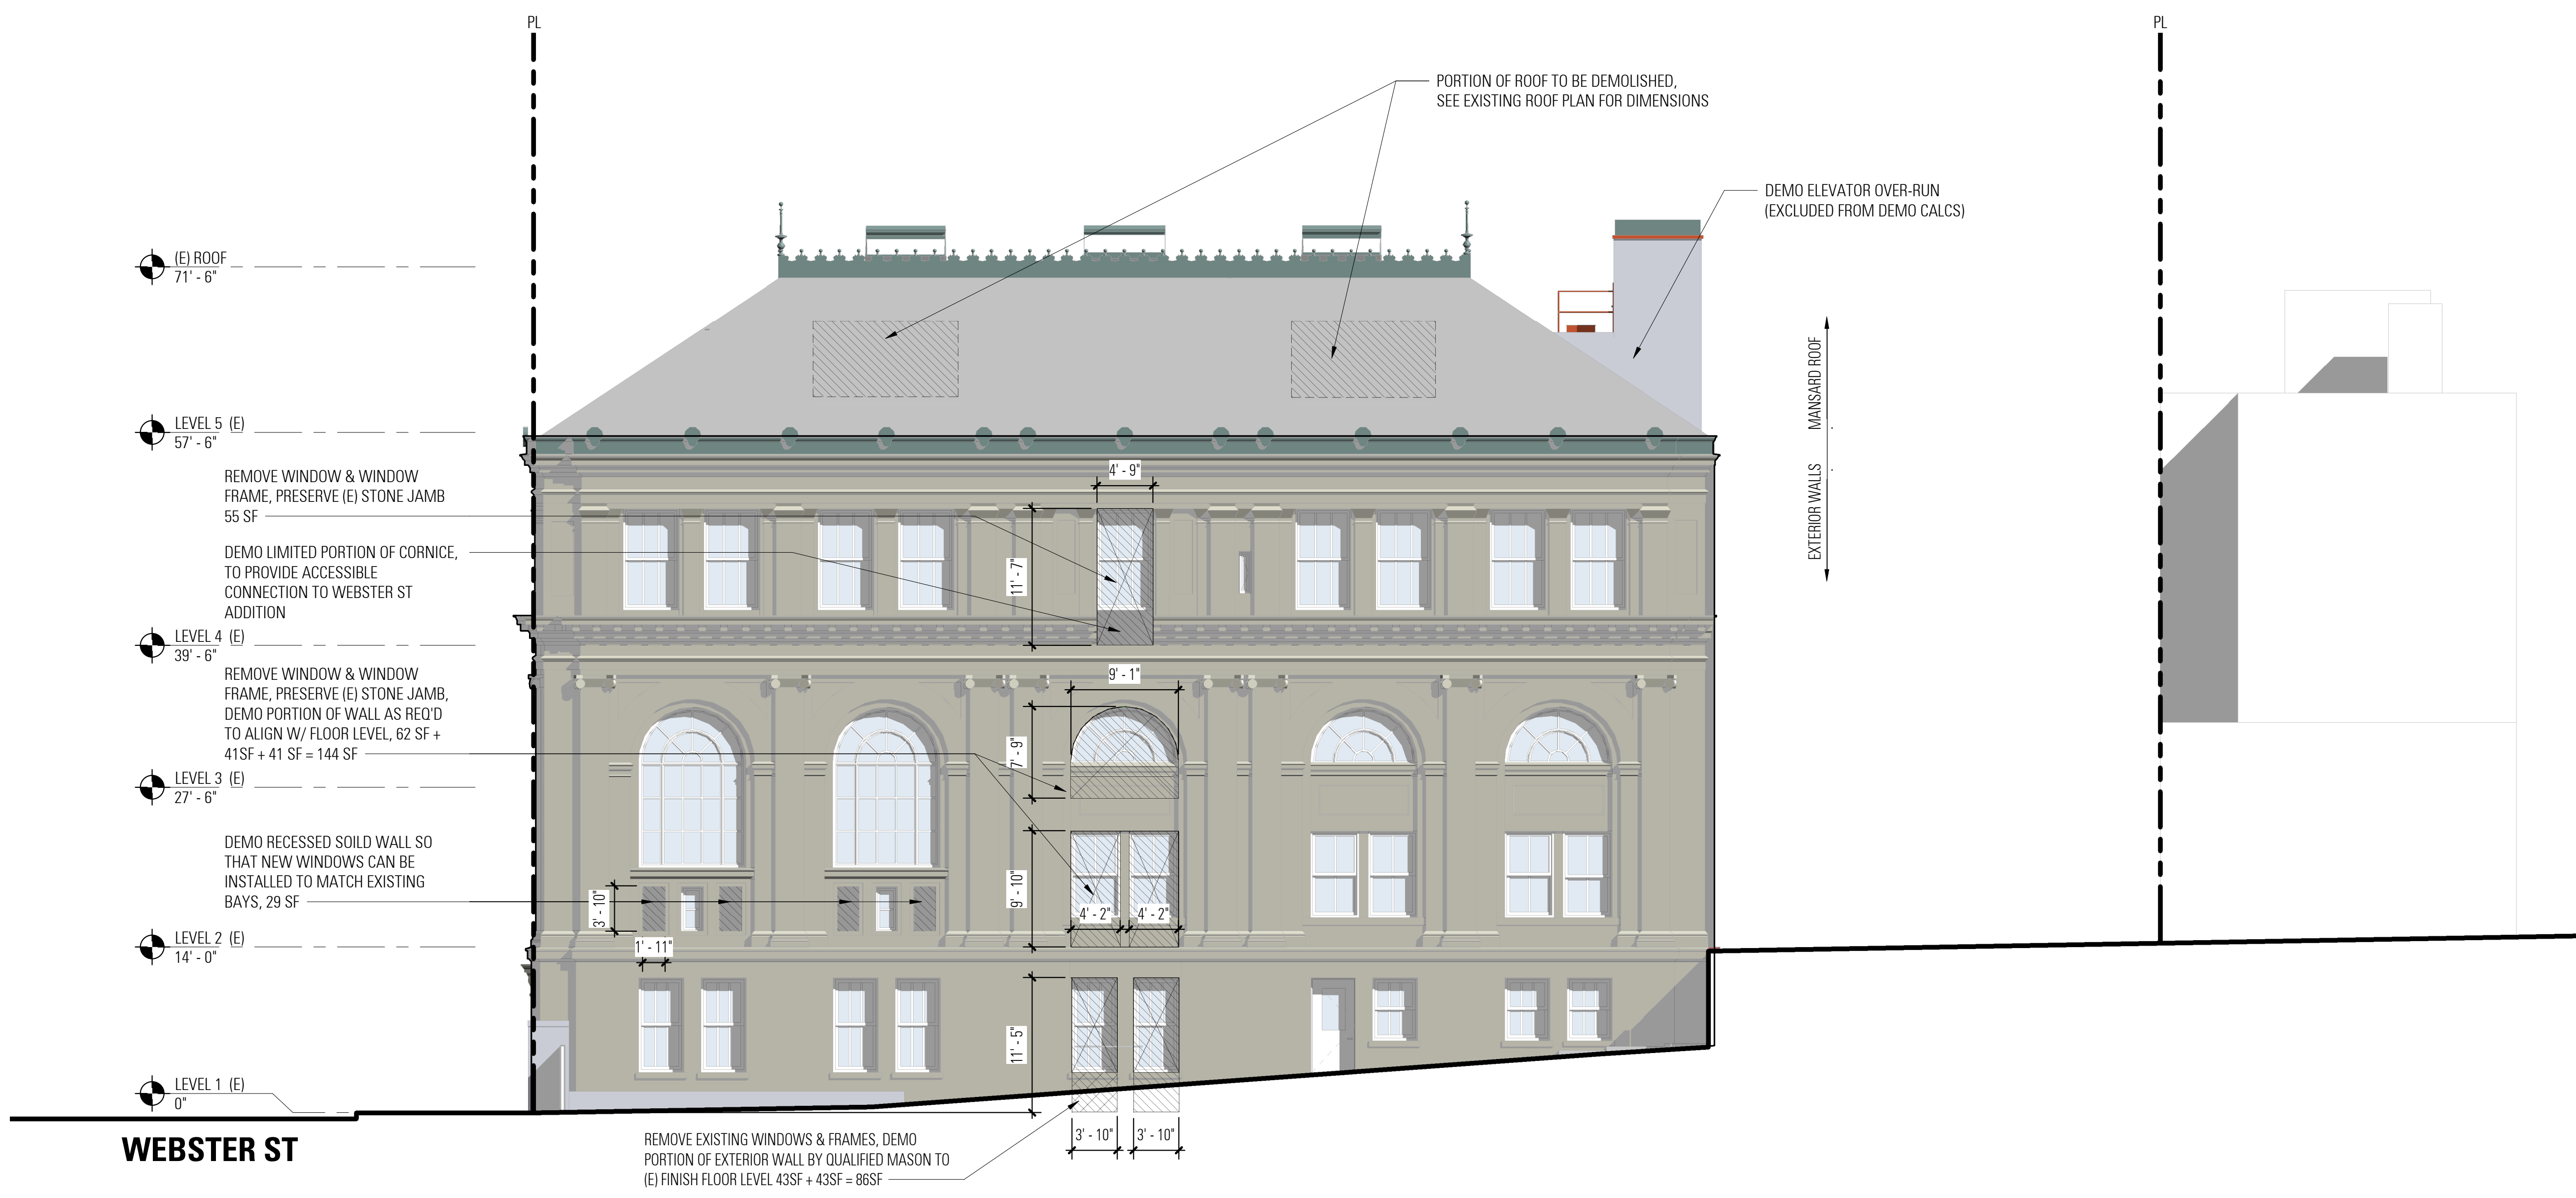 PL
PL
PORTION OF ROOF TO BE DEMOLISHED,
SEE EXISTING ROOF PLAN FOR DIMENSIONS
DEMO ELEVATOR OVER-RUN
(EXCLUDED FROM DEMO CALCS)
(E) ROOF
71' - 6"
MANSARD ROOF
EXTERIOR WALLS
LEVEL 5 (E)
57' - 6"
REMOVE WINDOW & WINDOW
FRAME, PRESERVE (E) STONE JAMB
55 SF
4' - 9"
11' - 7"
DEMO LIMITED PORTION OF CORNICE,
TO PROVIDE ACCESSIBLE
CONNECTION TO WEBSTER ST
ADDITION
LEVEL 4 (E)
39' - 6"
REMOVE WINDOW & WINDOW
FRAME, PRESERVE (E) STONE JAMB,
DEMO PORTION OF WALL AS REQ'D
TO ALIGN W/ FLOOR LEVEL, 62 SF +
41SF + 41 SF = 144 SF
9' - 1"
7' - 9"
LEVEL 3 (E)
27' - 6"
DEMO RECESSED SOILD WALL SO
THAT NEW WINDOWS CAN BE
INSTALLED TO MATCH EXISTING
BAYS, 29 SF
3' - 10"
1' - 11"
9' - 10"
4' - 2"
4' - 2"
LEVEL 2 (E)
14' - 0"
11' - 5"
LEVEL 1 (E)
0"
WEBSTER ST
3' - 10"
3' - 10"
REMOVE EXISTING WINDOWS & FRAMES, DEMO
PORTION OF EXTERIOR WALL BY QUALIFIED MASON TO
(E) FINISH FLOOR LEVEL 43SF + 43SF = 86SF